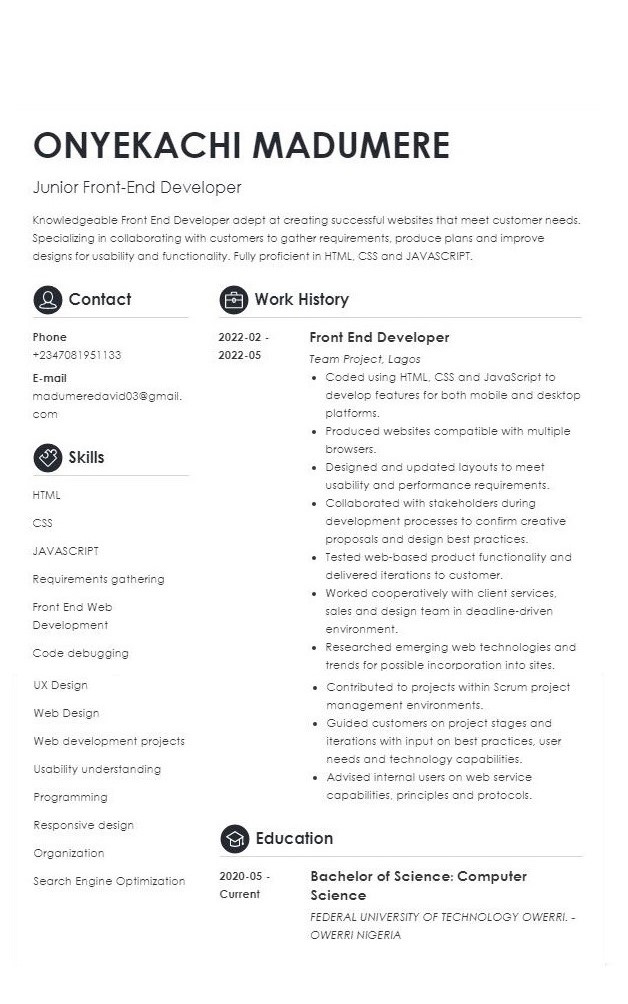 ONYEKACHI MADUMERE
Junior Front-End Developer
Knowledgeable Front End Developer adept at creating successful websites that meet customer needs.
Specializing in collaborating with customers to gather requirements, produce plans and improve
designs for usability and functionality. Fully proficient in HTML, CSS and JAVASCRIPT.
Contact
Phone
+2347081951133
E-mail
madumeredavid03@gmail.
com
Skills
HTML
CSS
JAVASCRIPT
Requirements gathering
Front End Web
Development
Code debugging
UX Design
Web Design
Web development projects
Usability understanding
Programming
Responsive design
Organization
Search Engine Optimization
Work History
2022-02 -
2022-05
Front End Developer
Team Project, Lagos
• Coded using HTML, CSS and JavaScript to
develop features for both mobile and desktop
platforms.
• Produced websites compatible with multiple
browsers.
• Designed and updated layouts to meet
usability and performance requirements.
• Collaborated with stakeholders during
development processes to confirm creative
proposals and design best practices.
• Tested web-based product functionality and
delivered iterations to customer.
• Worked cooperatively with client services,
sales and design team in deadline-driven
environment.
• Researched emerging web technologies and
trends for possible incorporation into sites.
• Contributed to projects within Scrum project
management environments.
• Guided customers on project stages and
iterations with input on best practices, user
needs and technology capabilities.
• Advised internal users on web service
capabilities, principles and protocols.
Education
2020-05 -
Current
Bachelor of Science: Computer
Science
FEDERAL UNIVERSITY OF TECHNOLOGY OWERRI. -
OWERRI NIGERIA